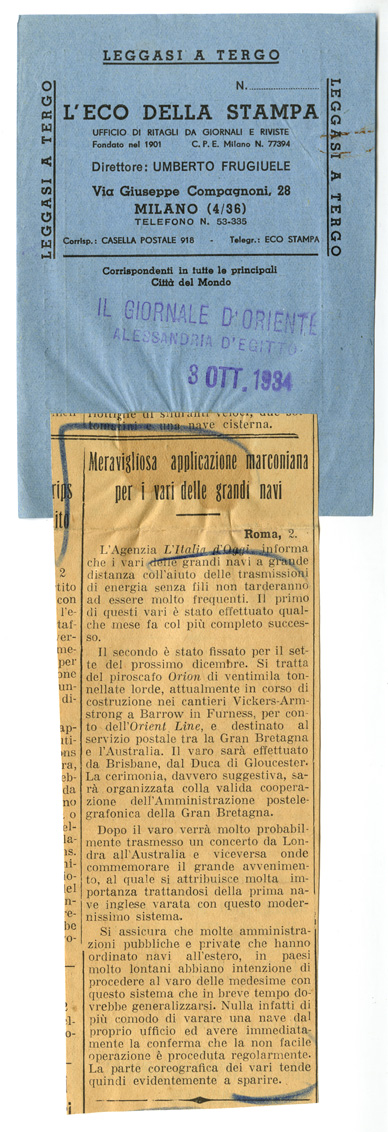 LEGGASI A TERGO
LEGGASI A TERGO
LEGGASI A TERGO
N.
L'ECO DELLA STAMPA
UFFICIO DI RITAGLI DA GIORNALI E RIVISTE
Fondato nel 1901 C. P. E. Milano N. 77394
Direttore: UMBERTO FRUGIUELE
Via Giuseppe Compagnoni, 28
MILANO (4/36)
TELEFONO N. 53-335
Corrisp.: CASELLA POSTALE 918 - Telegr.: ECO STAMPA
Corrispondenti in tutte le principali
Città del Mondo
IL GIORNALE D'ORIENTE
ALESSANDRIA D'EGITTO
3 OTT. 1934
tomarini e una nave cisterna.
Meravigliosa applicazione marconiana
per i vari delle grandi navi
Roma, 2.
L'Agenzia L'Italia d'Oggi informa
che i vari delle grandi navi a grande
distanza coll'aiuto delle trasmissioni
di energia senza fili non tarderanno
ad essere molto frequenti. Il primo
di questi vari è stato effettuato qual-
che mese fa col più completo succes-
so.
Il secondo è stato fissato per il set-
te del prossimo dicembre. Si tratta
del piroscafo Orion di ventimila ton-
nellate lorde, attualmente in corso di
costruzione nei cantieri Vickers-Arm-
strong a Barrow in Furness, per con-
to dell'Orient Line, e destinato al
servizio postale tra la Gran Bretagna
e l'Australia. Il varo sarà effettuato
da Brisbane, dal Duca di Gloucester.
La cerimonia, davvero suggestiva, sa-
rà organizzata colla valida coopera-
zione dell'Amministrazione postele-
grafonica della Gran Bretagna.
Dopo il varo verrà molto probabil-
mente trasmesso un concerto da Lon-
dra all'Australia e viceversa onde
commemorare il grande avvenimen-
to, al quale si attribuisce molta im-
portanza trattandosi della prima na-
ve inglese varata con questo moder-
nissimo sistema.
Si assicura che molte amministra-
zioni pubbliche e private che hanno
ordinato navi all'estero, in paesi
molto lontani abbiano intenzione di
procedere al varo delle medesime con
questo sistema che in breve tempo do-
vrebbe generalizzarsi. Nulla infatti di
più comodo di varare una nave dal
proprio ufficio ed avere immediata-
mente la conferma che la non facile
operazione è proceduta regolarmente.
La parte coreografica dei vari tende
quindi evidentemente a sparire.